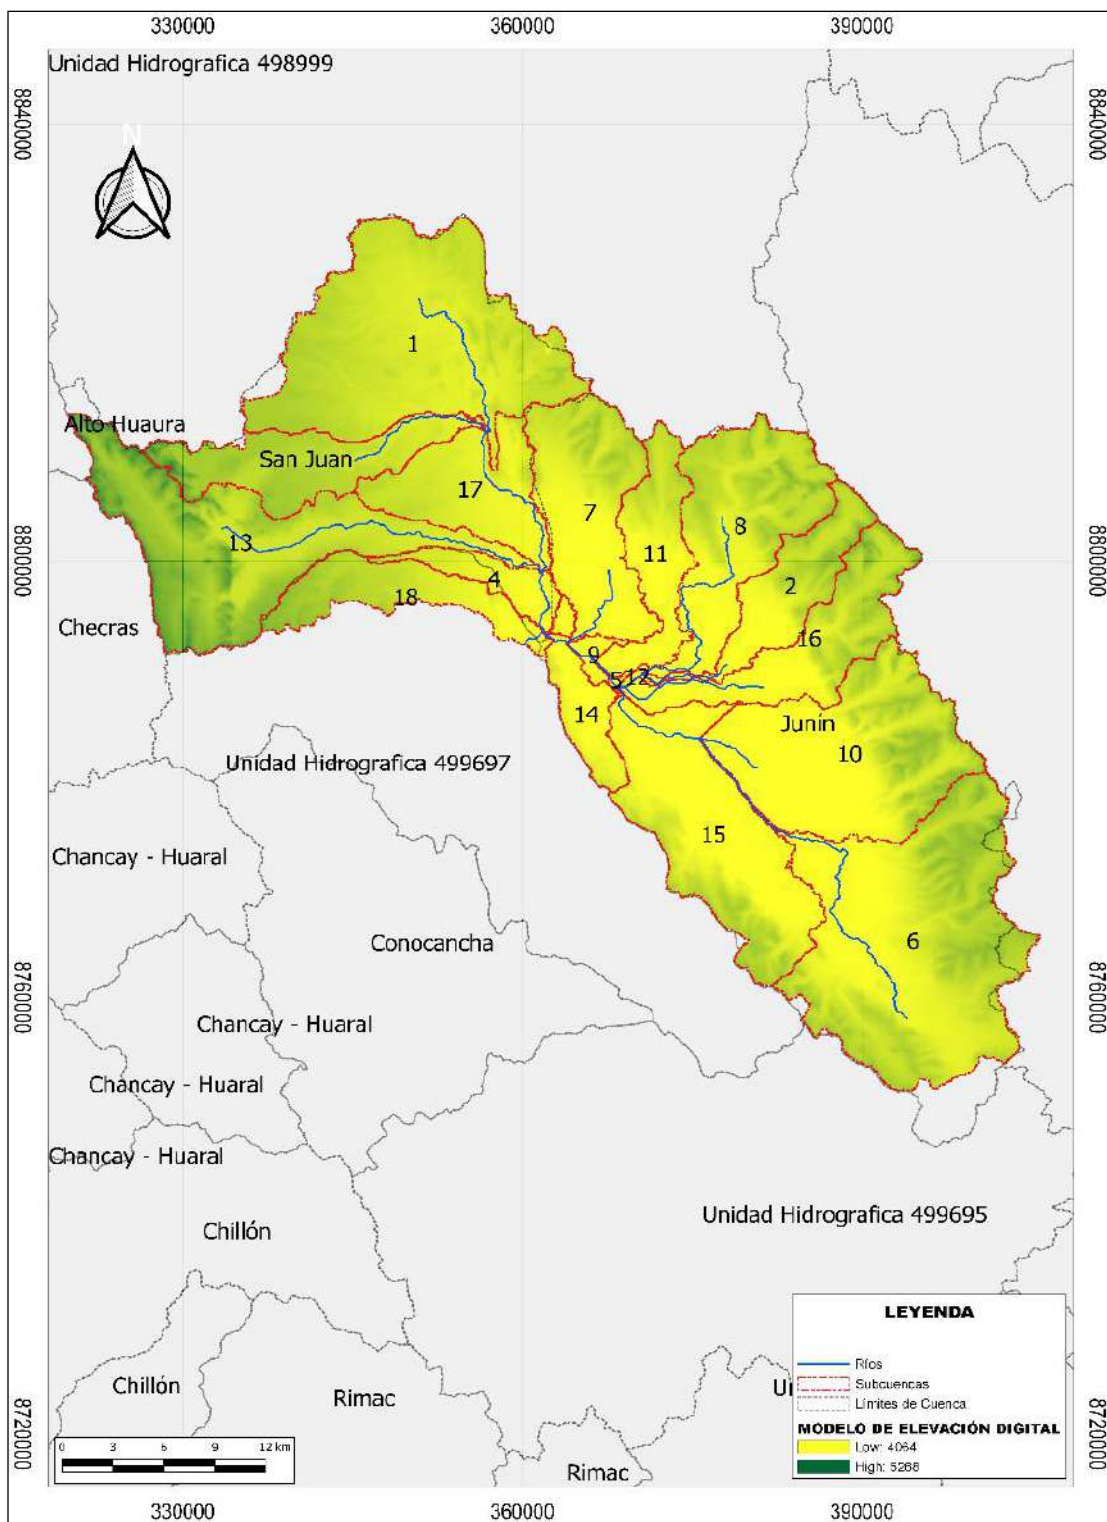 330000 360000 390000
Unidad Hidrografica 498999
8840000 8840000
N
1
Alto Huaura
San Juan
17
7
8
13
11
8800000 8800000
4
2
18
Checras
16
9
12
5
14
Junín
10
Unidad Hidrografica 499697
15
Chancay - Huaral
Conocancha
6
8760000 8760000
Chancay - Huaral
Chancay - Huaral
Chancay - Huaral
Chillón
Unidad Hidrografica 499695
LEYENDA
Ríos
Subcuencas
Límites de Cuenca
MODELO DE ELEVACIÓN DIGITAL
Low: 4064
High: 5268
Chillón
Rimac
8720000 8720000
0 3 6 9 12 km
Rimac
330000 360000 390000